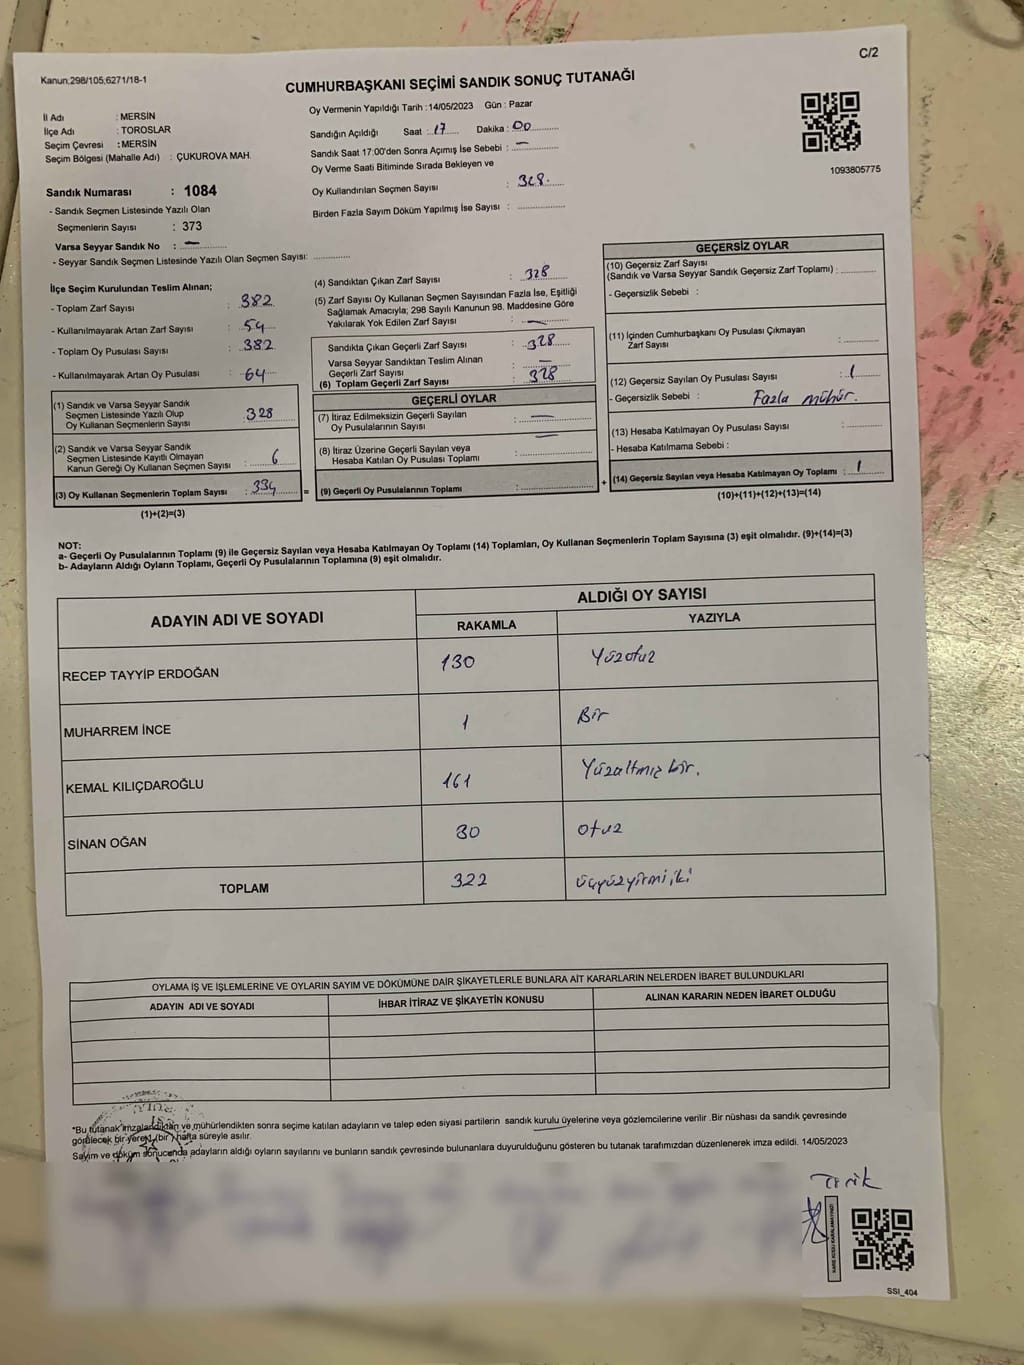 C/2
Kanun:298/105,6271/18-1
CUMHURBAŞKANI SEÇİMİ SANDIK SONUÇ TUTANAĞI
İl Adı : MERSİN
İlçe Adı : TOROSLAR
Seçim Çevresi : MERSİN
Seçim Bölgesi (Mahalle Adı) : ÇUKUROVA MAH.
Sandık Numarası : 1084
- Sandık Seçmen Listesinde Yazılı Olan
Seçmenlerin Sayısı : 373
Varsa Seyyar Sandık No : —
- Seyyar Sandık Seçmen Listesinde Yazılı Olan Seçmen Sayısı: ...............
Oy Vermenin Yapıldığı Tarih :14/05/2023 Gün : Pazar
Sandığın Açıldığı Saat : 17 Dakika : 00
Sandık Saat 17:00'den Sonra Açımış İse Sebebi : —
Oy Verme Saati Bitiminde Sırada Bekleyen ve
Oy Kullandırılan Seçmen Sayısı : 328.
Birden Fazla Sayım Döküm Yapılmış İse Sayısı : ...............
1093805775
İlçe Seçim Kurulundan Teslim Alınan;
- Toplam Zarf Sayısı : 382
- Kullanılmayarak Artan Zarf Sayısı : 54
- Toplam Oy Pusulası Sayısı : 382
- Kullanılmayarak Artan Oy Pusulası : 64
(1) Sandık ve Varsa Seyyar Sandık
Seçmen Listesinde Yazılı Olup
Oy Kullanan Seçmenlerin Sayısı : 328
(2) Sandık ve Varsa Seyyar Sandık
Seçmen Listesinde Kayıtlı Olmayan
Kanun Gereği Oy Kullanan Seçmen Sayısı : 6
(3) Oy Kullanan Seçmenlerin Toplam Sayısı : 334
(1)+(2)=(3)
(4) Sandıktan Çıkan Zarf Sayısı : 328
(5) Zarf Sayısı Oy Kullanan Seçmen Sayısından Fazla İse, Eşitliği
Sağlamak Amacıyla; 298 Sayılı Kanunun 98. Maddesine Göre
Yakılarak Yok Edilen Zarf Sayısı : —
Sandıkta Çıkan Geçerli Zarf Sayısı : 328
Varsa Seyyar Sandıktan Teslim Alınan
Geçerli Zarf Sayısı —
(6) Toplam Geçerli Zarf Sayısı : 328
GEÇERLİ OYLAR
(7) İtiraz Edilmeksizin Geçerli Sayılan
Oy Pusulalarının Sayısı : —
(8) İtiraz Üzerine Geçerli Sayılan veya
Hesaba Katılan Oy Pusulası Toplamı : —
= (9) Geçerli Oy Pusulalarının Toplamı : ...............
GEÇERSİZ OYLAR
(10) Geçersiz Zarf Sayısı
(Sandık ve Varsa Seyyar Sandık Geçersiz Zarf Toplamı) : ...........
- Geçersizlik Sebebi :
(11) İçinden Cumhurbaşkanı Oy Pusulası Çıkmayan
Zarf Sayısı : ...........
(12) Geçersiz Sayılan Oy Pusulası Sayısı : 1
- Geçersizlik Sebebi : Fazla mühür.
(13) Hesaba Katılmayan Oy Pusulası Sayısı : ...........
- Hesaba Katılmama Sebebi :
+ (14) Geçersiz Sayılan veya Hesaba Katılmayan Oy Toplamı : 1
(10)+(11)+(12)+(13)=(14)
NOT:
a- Geçerli Oy Pusulalarının Toplamı (9) ile Geçersiz Sayılan veya Hesaba Katılmayan Oy Toplamı (14) Toplamları, Oy Kullanan Seçmenlerin Toplam Sayısına (3) eşit olmalıdır. (9)+(14)=(3)
b- Adayların Aldığı Oyların Toplamı, Geçerli Oy Pusulalarının Toplamına (9) eşit olmalıdır.
ADAYIN ADI VE SOYADI ALDIĞI OY SAYISI
RAKAMLA YAZIYLA
RECEP TAYYİP ERDOĞAN 130 Yüzotuz
MUHARREM İNCE 1 Bir
KEMAL KILIÇDAROĞLU 161 Yüzaltmış bir.
SİNAN OĞAN 30 otuz
TOPLAM 322 üçyüzyirmi,iki
OYLAMA İŞ VE İŞLEMLERİNE VE OYLARIN SAYIM VE DÖKÜMÜNE DAİR ŞİKAYETLERLE BUNLARA AİT KARARLARIN NELERDEN İBARET BULUNDUKLARI
ADAYIN ADI VE SOYADI İHBAR İTİRAZ VE ŞİKAYETİN KONUSU ALINAN KARARIN NEDEN İBARET OLDUĞU
*Bu tutanak imzalandıktan ve mühürlendikten sonra seçime katılan adayların ve talep eden siyasi partilerin sandık kurulu üyelerine veya gözlemcilerine verilir .Bir nüshası da sandık çevresinde
görülecek bir yere 1 (bir ) hafta süreyle asılır.
Sayım ve döküm sonucunda adayların aldığı oyların sayılarını ve bunların sandık çevresinde bulunanlara duyurulduğunu gösteren bu tutanak tarafımızdan düzenlenerek imza edildi. 14/05/2023
SSI_404